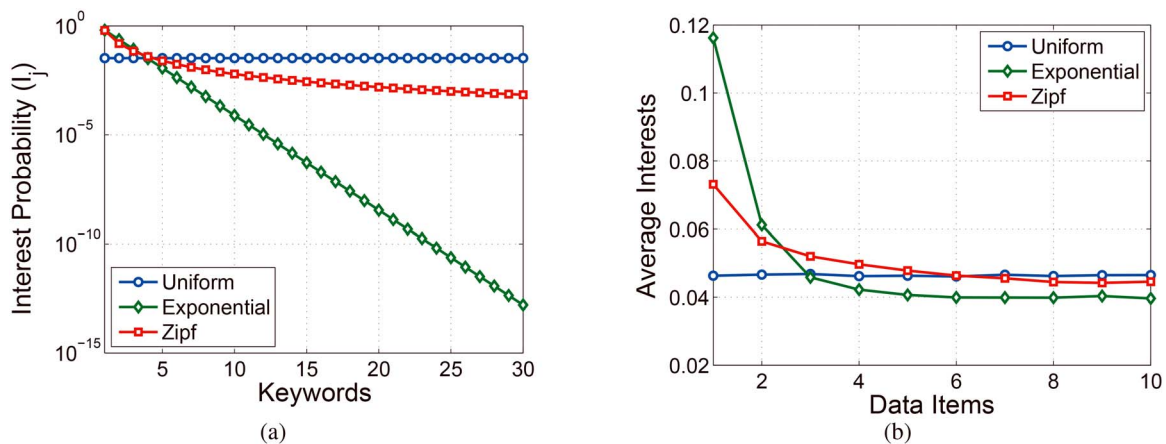 10^0
10^-5
10^-10
10^-15
Interest Probability (I_j)
Uniform
Exponential
Zipf
5 10 15 20 25 30
Keywords
(a)
0.12
0.1
0.08
0.06
0.04
0.02
Average Interests
Uniform
Exponential
Zipf
2 4 6 8 10
Data Items
(b)